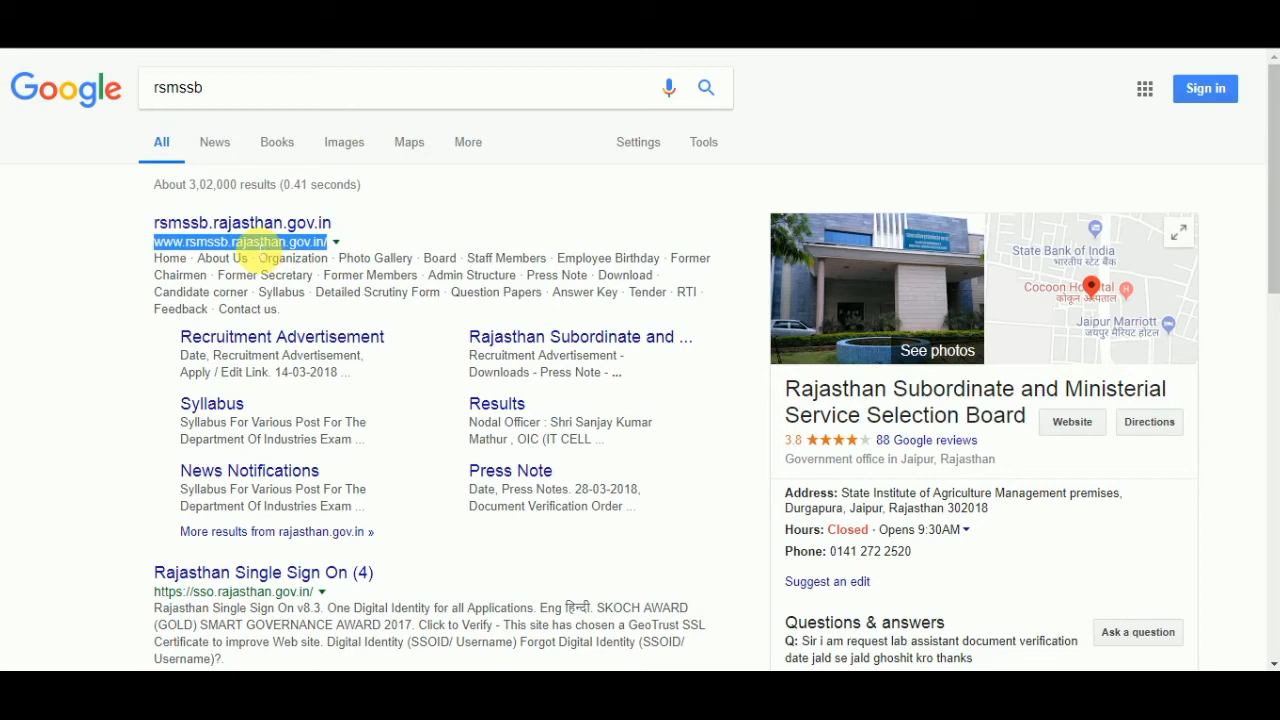 Google
rsmssb
Sign in
All News Books Images Maps More Settings Tools
About 3,02,000 results (0.41 seconds)
rsmssb.rajasthan.gov.in
www.rsmssb.rajasthan.gov.in/
Home · About Us · Organization · Photo Gallery · Board · Staff Members · Employee Birthday · Former
Chairmen · Former Secretary · Former Members · Admin Structure · Press Note · Download ·
Candidate corner · Syllabus · Detailed Scrutiny Form · Question Papers · Answer Key · Tender · RTI ·
Feedback · Contact us.
Recruitment Advertisement
Date, Recruitment Advertisement,
Apply / Edit Link. 14-03-2018 ...
Rajasthan Subordinate and ...
Recruitment Advertisement -
Downloads - Press Note - ...
Syllabus
Syllabus For Various Post For The
Department Of Industries Exam ...
Results
Nodal Officer : Shri Sanjay Kumar
Mathur , OIC (IT CELL ...
News Notifications
Syllabus For Various Post For The
Department Of Industries Exam ...
Press Note
Date, Press Notes. 28-03-2018,
Document Verification Order ...
More results from rajasthan.gov.in »
Rajasthan Single Sign On (4)
https://sso.rajasthan.gov.in/
Rajasthan Single Sign On v8.3. One Digital Identity for all Applications. Eng हिन्दी. SKOCH AWARD
(GOLD) SMART GOVERNANCE AWARD 2017. Click to Verify - This site has chosen a GeoTrust SSL
Certificate to improve Web site. Digital Identity (SSOID/ Username) Forgot Digital Identity (SSOID/
Username)?.
See photos
State Bank of India
भारतीय स्टेट बैंक
Cocoon Hospital
कोकून अस्पताल
Jaipur Marriott
जयपुर मैरियट होटल
Rajasthan Subordinate and Ministerial
Service Selection Board
Website
Directions
3.8 88 Google reviews
Government office in Jaipur, Rajasthan
Address: State Institute of Agriculture Management premises,
Durgapura, Jaipur, Rajasthan 302018
Hours: Closed · Opens 9:30AM
Phone: 0141 272 2520
Suggest an edit
Questions & answers
Q: Sir i am request lab assistant document verification
date jald se jald ghoshit kro thanks
Ask a question